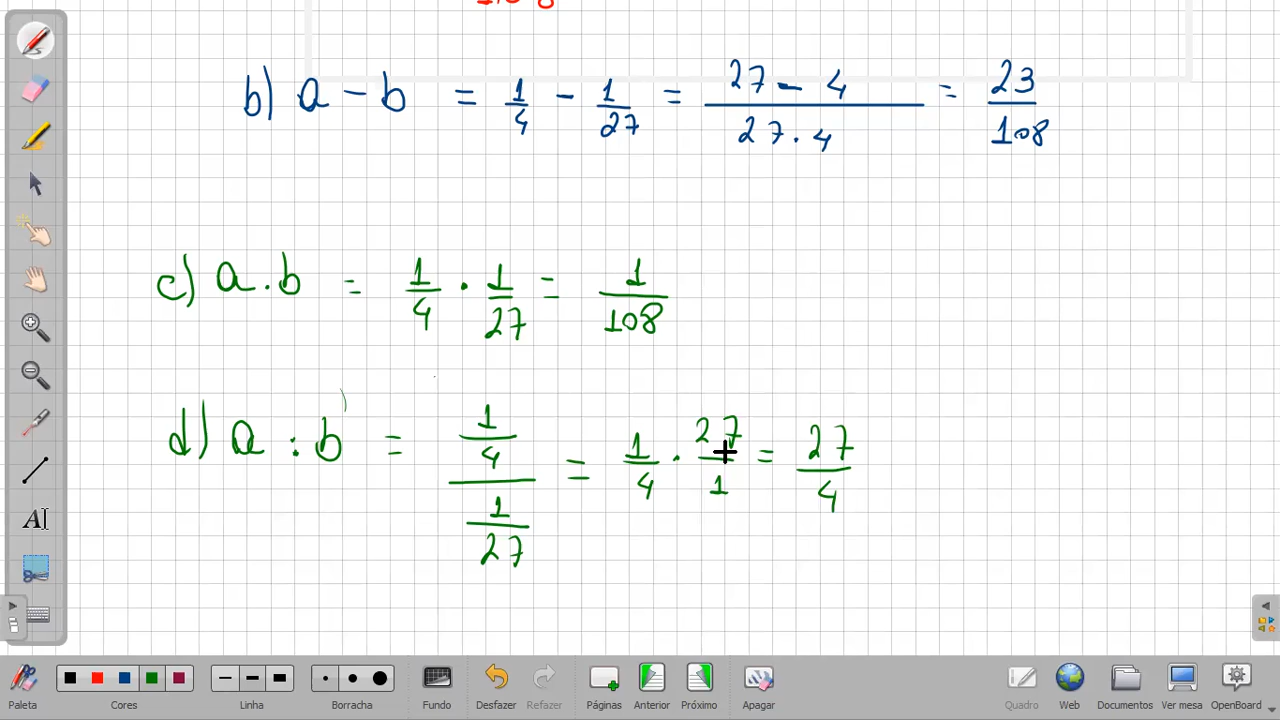 108
b) a - b = 1/4 - 1/27 = (27 - 4)/(27 · 4) = 23/108
c) a · b = 1/4 · 1/27 = 1/108
d) a : b = (1/4)/(1/27) = 1/4 · 27/1 = 27/4
Paleta Cores Linha Borracha Fundo Desfazer Refazer Páginas Anterior Próximo Apagar Quadro Web Documentos Ver mesa OpenBoard